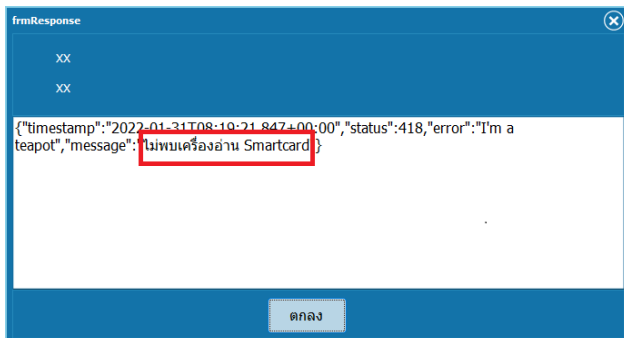 frmResponse
xx
xx
{"timestamp":"2022-01-31T08:19:21.847+00:00","status":418,"error":"I'm a
teapot","message":"ไม่พบเครื่องอ่าน Smartcard"}
ตกลง